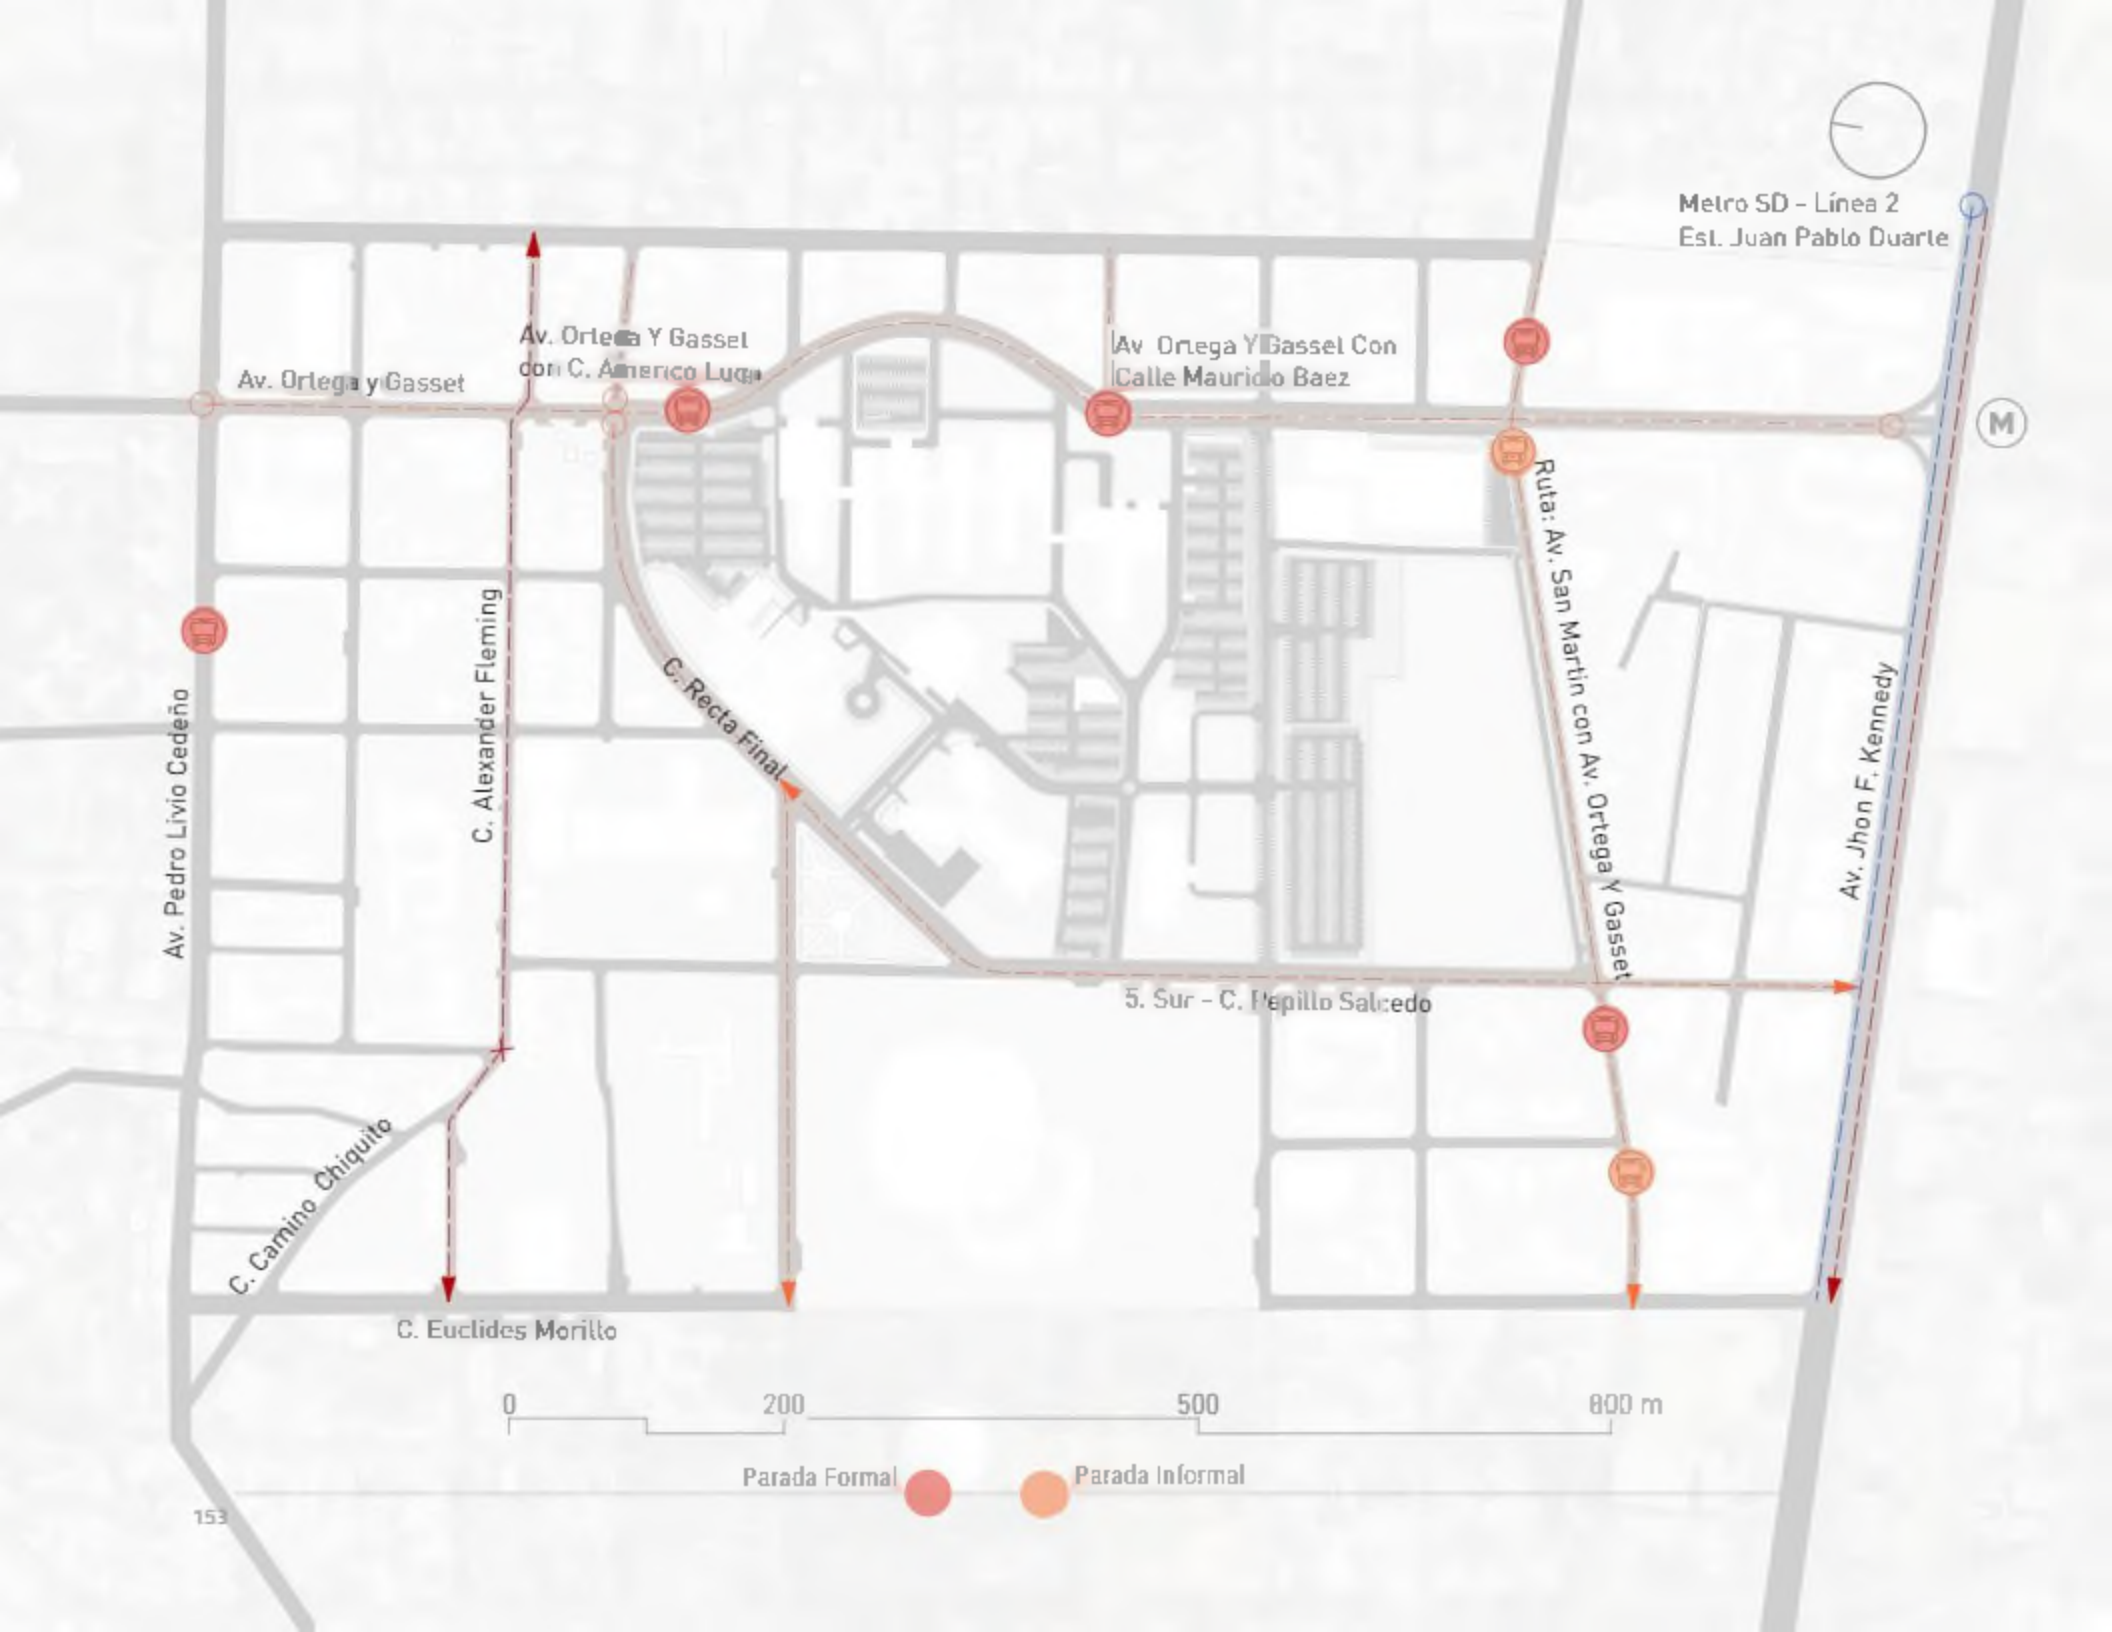 Metro SD - Línea 2
Est. Juan Pablo Duarte
Av. Ortega Y Gasset
con C. Americo Lugo
Av Ortega Y Gasset Con
Calle Mauricio Baez
Av. Ortega y Gasset
M
Ruta: Av. San Martin con Av. Ortega Y Gasset
C. Alexander Fleming
C. Recta Final
Av. Pedro Livio Cedeño
Av. Jhon F. Kennedy
5. Sur - C. Pepillo Salcedo
C. Camino Chiquito
C. Euclides Morillo
0 200 500 800 m
Parada Formal Parada Informal
153